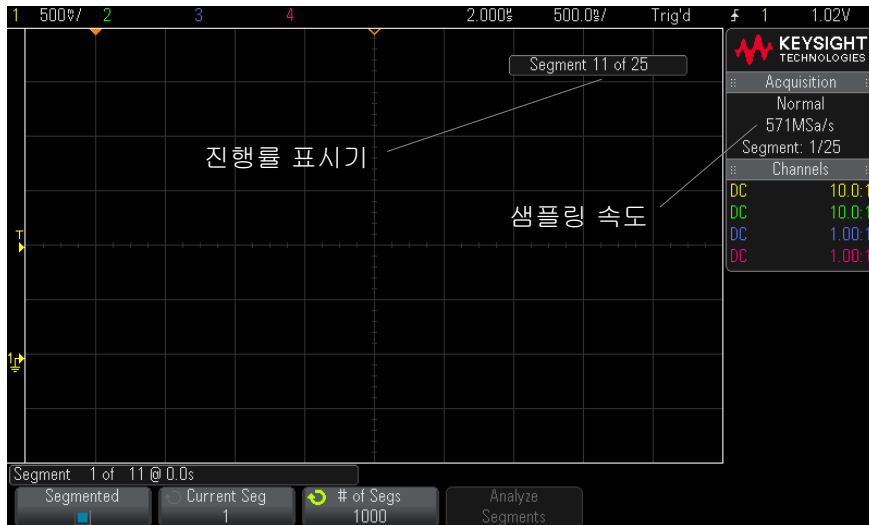 1 500V/ 2 3 4 2.000s 500.0s/ Trig'd 1 1.02V
KEYSIGHT
TECHNOLOGIES
Segment 11 of 25
Acquisition
Normal
571MSa/s
Segment: 1/25
진행률 표시기
Channels
DC 10.0:1
샘플링 속도
DC 10.0:1
DC 1.00:1
DC 1.00:1
T
1
Segment 1 of 11 @ 0.0s
Segmented
Current Seg
1
# of Segs
1000
Analyze
Segments